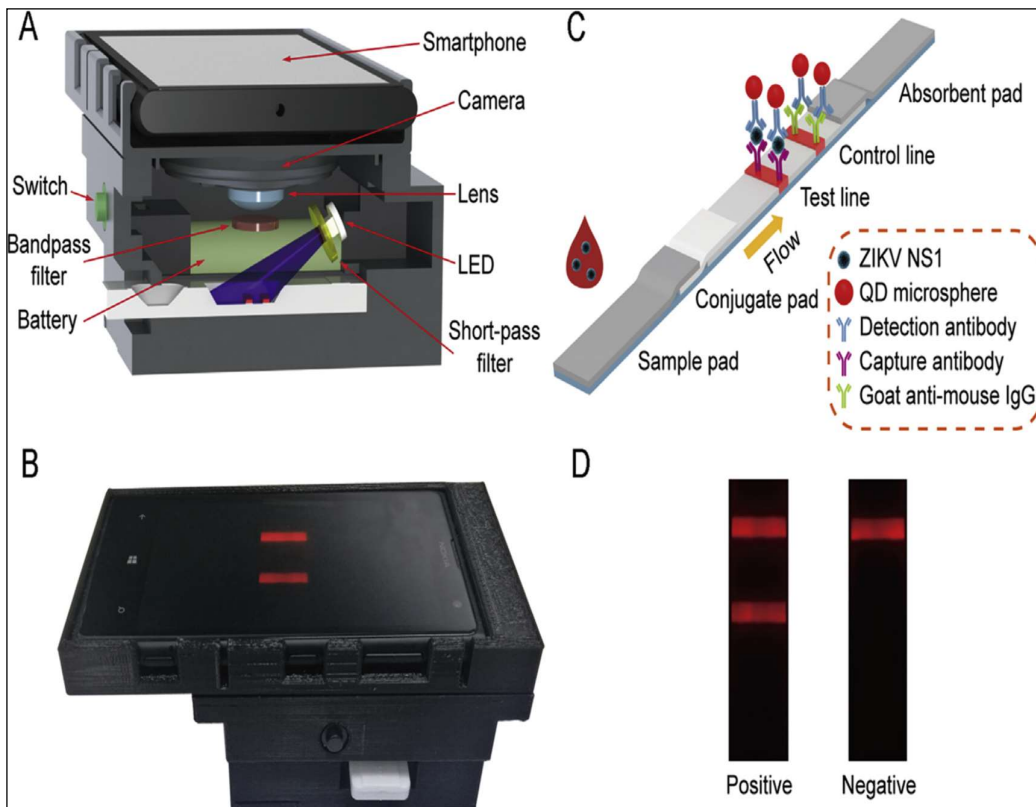 A
Smartphone
Camera
Switch
Lens
Bandpass
filter
LED
Battery
Short-pass
filter
B
C
Absorbent pad
Control line
Test line
Flow
Conjugate pad
Sample pad
ZIKV NS1
QD microsphere
Detection antibody
Capture antibody
Goat anti-mouse IgG
D
Positive
Negative